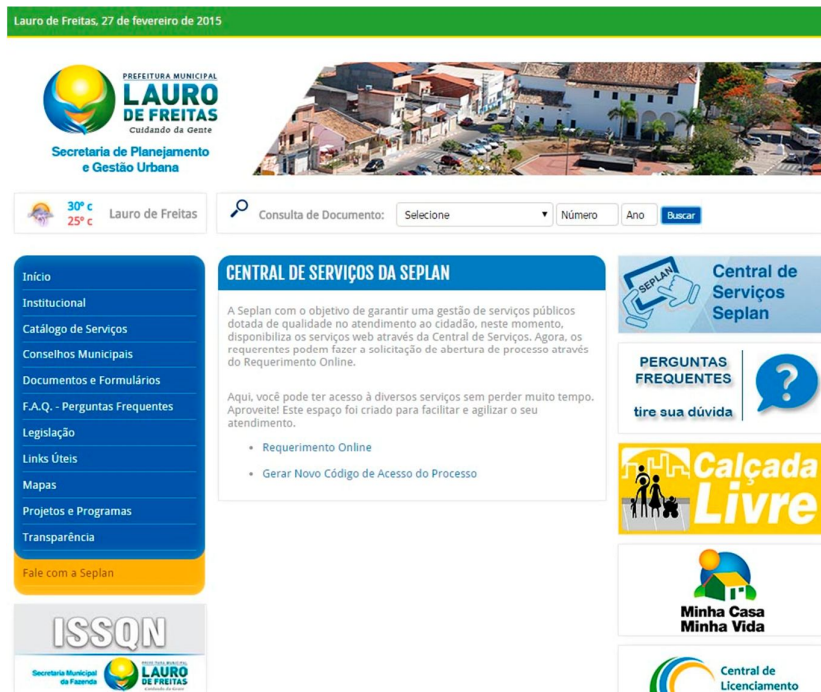 Lauro de Freitas, 27 de fevereiro de 2015
PREFEITURA MUNICIPAL
LAURO
DE FREITAS
Cuidando da Gente
Secretaria de Planejamento
e Gestão Urbana
30º c
25º c
Lauro de Freitas
Consulta de Documento:
Selecione
Número
Ano
Buscar
Início
Institucional
Catálogo de Serviços
Conselhos Municipais
Documentos e Formulários
F.A.Q. - Perguntas Frequentes
Legislação
Links Úteis
Mapas
Projetos e Programas
Transparência
Fale com a Seplan
ISSQN
Secretaria Municipal
da Fazenda
PREFEITURA MUNICIPAL
LAURO
DE FREITAS
Cuidando da Gente
CENTRAL DE SERVIÇOS DA SEPLAN
A Seplan com o objetivo de garantir uma gestão de serviços públicos
dotada de qualidade no atendimento ao cidadão, neste momento,
disponibiliza os serviços web através da Central de Serviços. Agora, os
requerentes podem fazer a solicitação de abertura de processo através
do Requerimento Online.
Aqui, você pode ter acesso à diversos serviços sem perder muito tempo.
Aproveite! Este espaço foi criado para facilitar e agilizar o seu
atendimento.
Requerimento Online
Gerar Novo Código de Acesso do Processo
SEPLAN
Central de
Serviços
Seplan
PERGUNTAS
FREQUENTES
tire sua dúvida
?
Calçada
Livre
Minha Casa
Minha Vida
Central de
Licenciamento